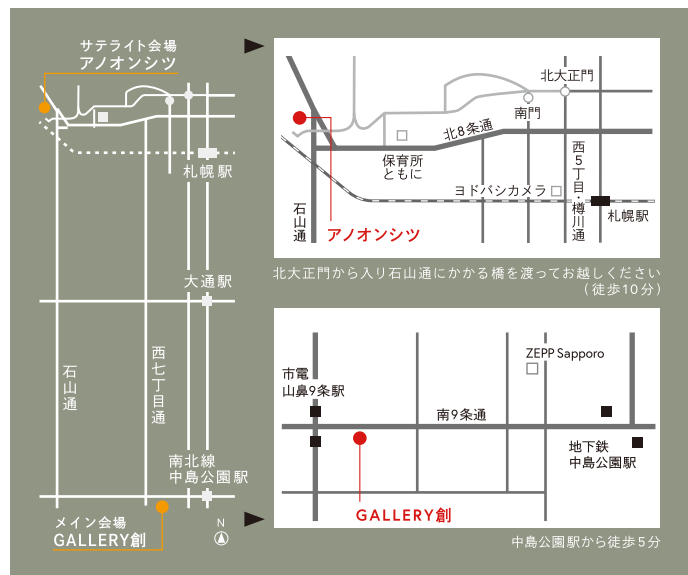 サテライト会場
アノオンシツ
札幌駅
大通駅
石山通
西七丁目通
南北線
中島公園駅
メイン会場
GALLERY創
N
北大正門
南門
北8条通
保育所
ともに
西5丁目・樽川通
ヨドバシカメラ
札幌駅
石山通
アノオンシツ
北大正門から入り石山通にかかる橋を渡ってお越しください
(徒歩10分)
ZEPP Sapporo
市電
山鼻9条駅
南9条通
地下鉄
中島公園駅
GALLERY創
中島公園駅から徒歩5分